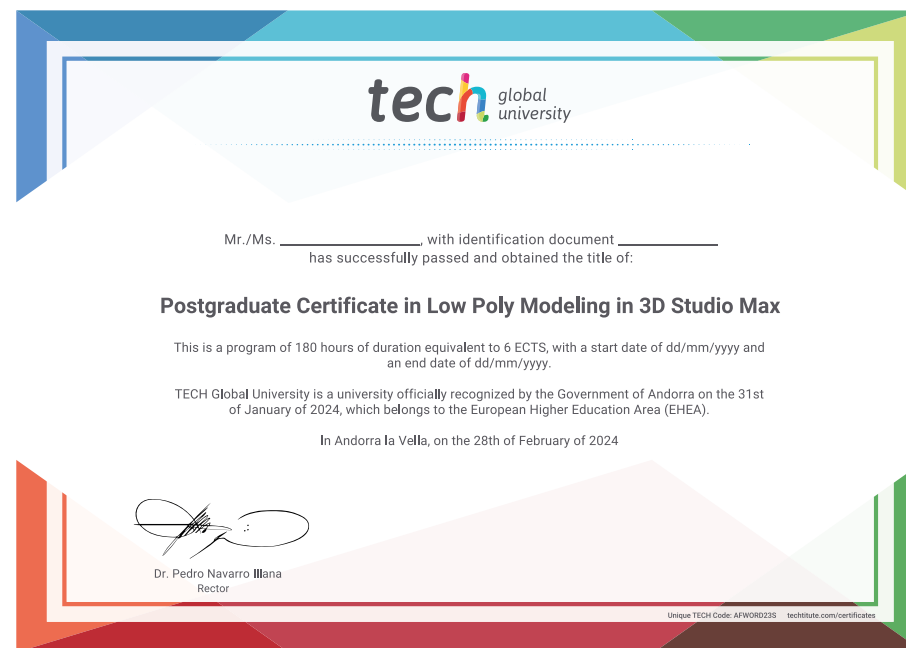 tech global
university
Mr./Ms. ____________, with identification document ____________
has successfully passed and obtained the title of:
Postgraduate Certificate in Low Poly Modeling in 3D Studio Max
This is a program of 180 hours of duration equivalent to 6 ECTS, with a start date of dd/mm/yyyy and
an end date of dd/mm/yyyy.
TECH Global University is a university officially recognized by the Government of Andorra on the 31st
of January of 2024, which belongs to the European Higher Education Area (EHEA).
In Andorra la Vella, on the 28th of February of 2024
Dr. Pedro Navarro Illana
Rector
Unique TECH Code: AFWORD23S techtitute.com/certificates